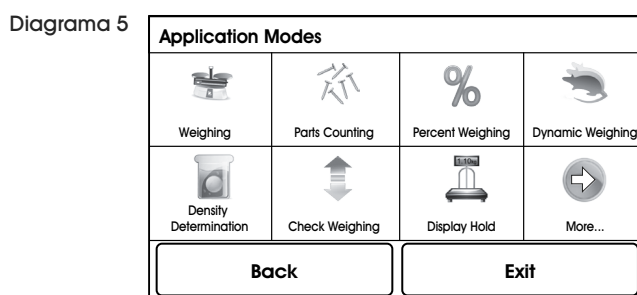 Diagrama 5
Application Modes
Weighing
Parts Counting
Percent Weighing
Dynamic Weighing
1.10kg
Density
Determination
Check Weighing
Display Hold
More...
Back
Exit